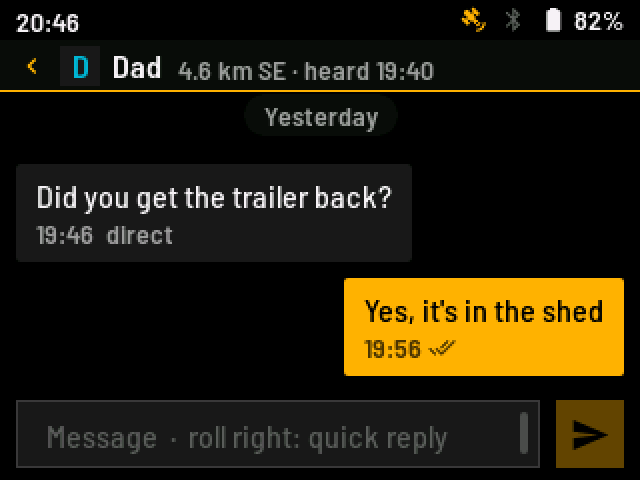 20:46 82%
D Dad 4.6 km SE · heard 19:40
Yesterday
Did you get the trailer back?
19:46 direct
Yes, it's in the shed
19:56
Message · roll right: quick reply